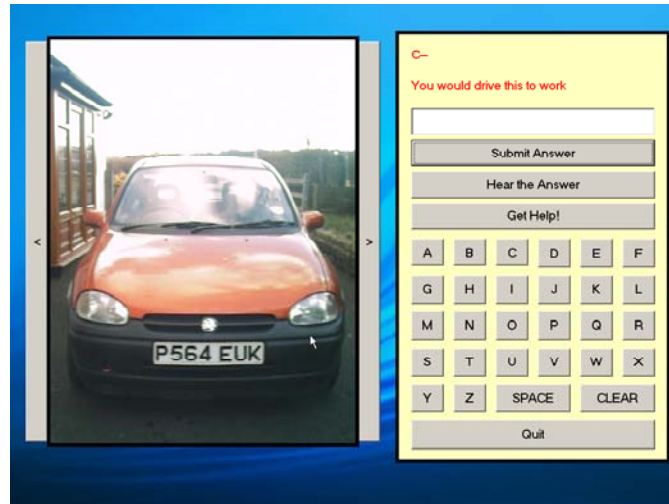 <
P564 EUK
>
C--
You would drive this to work
Submit Answer
Hear the Answer
Get Help!
A B C D E F
G H I J K L
M N O P Q R
S T U V W X
Y Z SPACE CLEAR
Quit